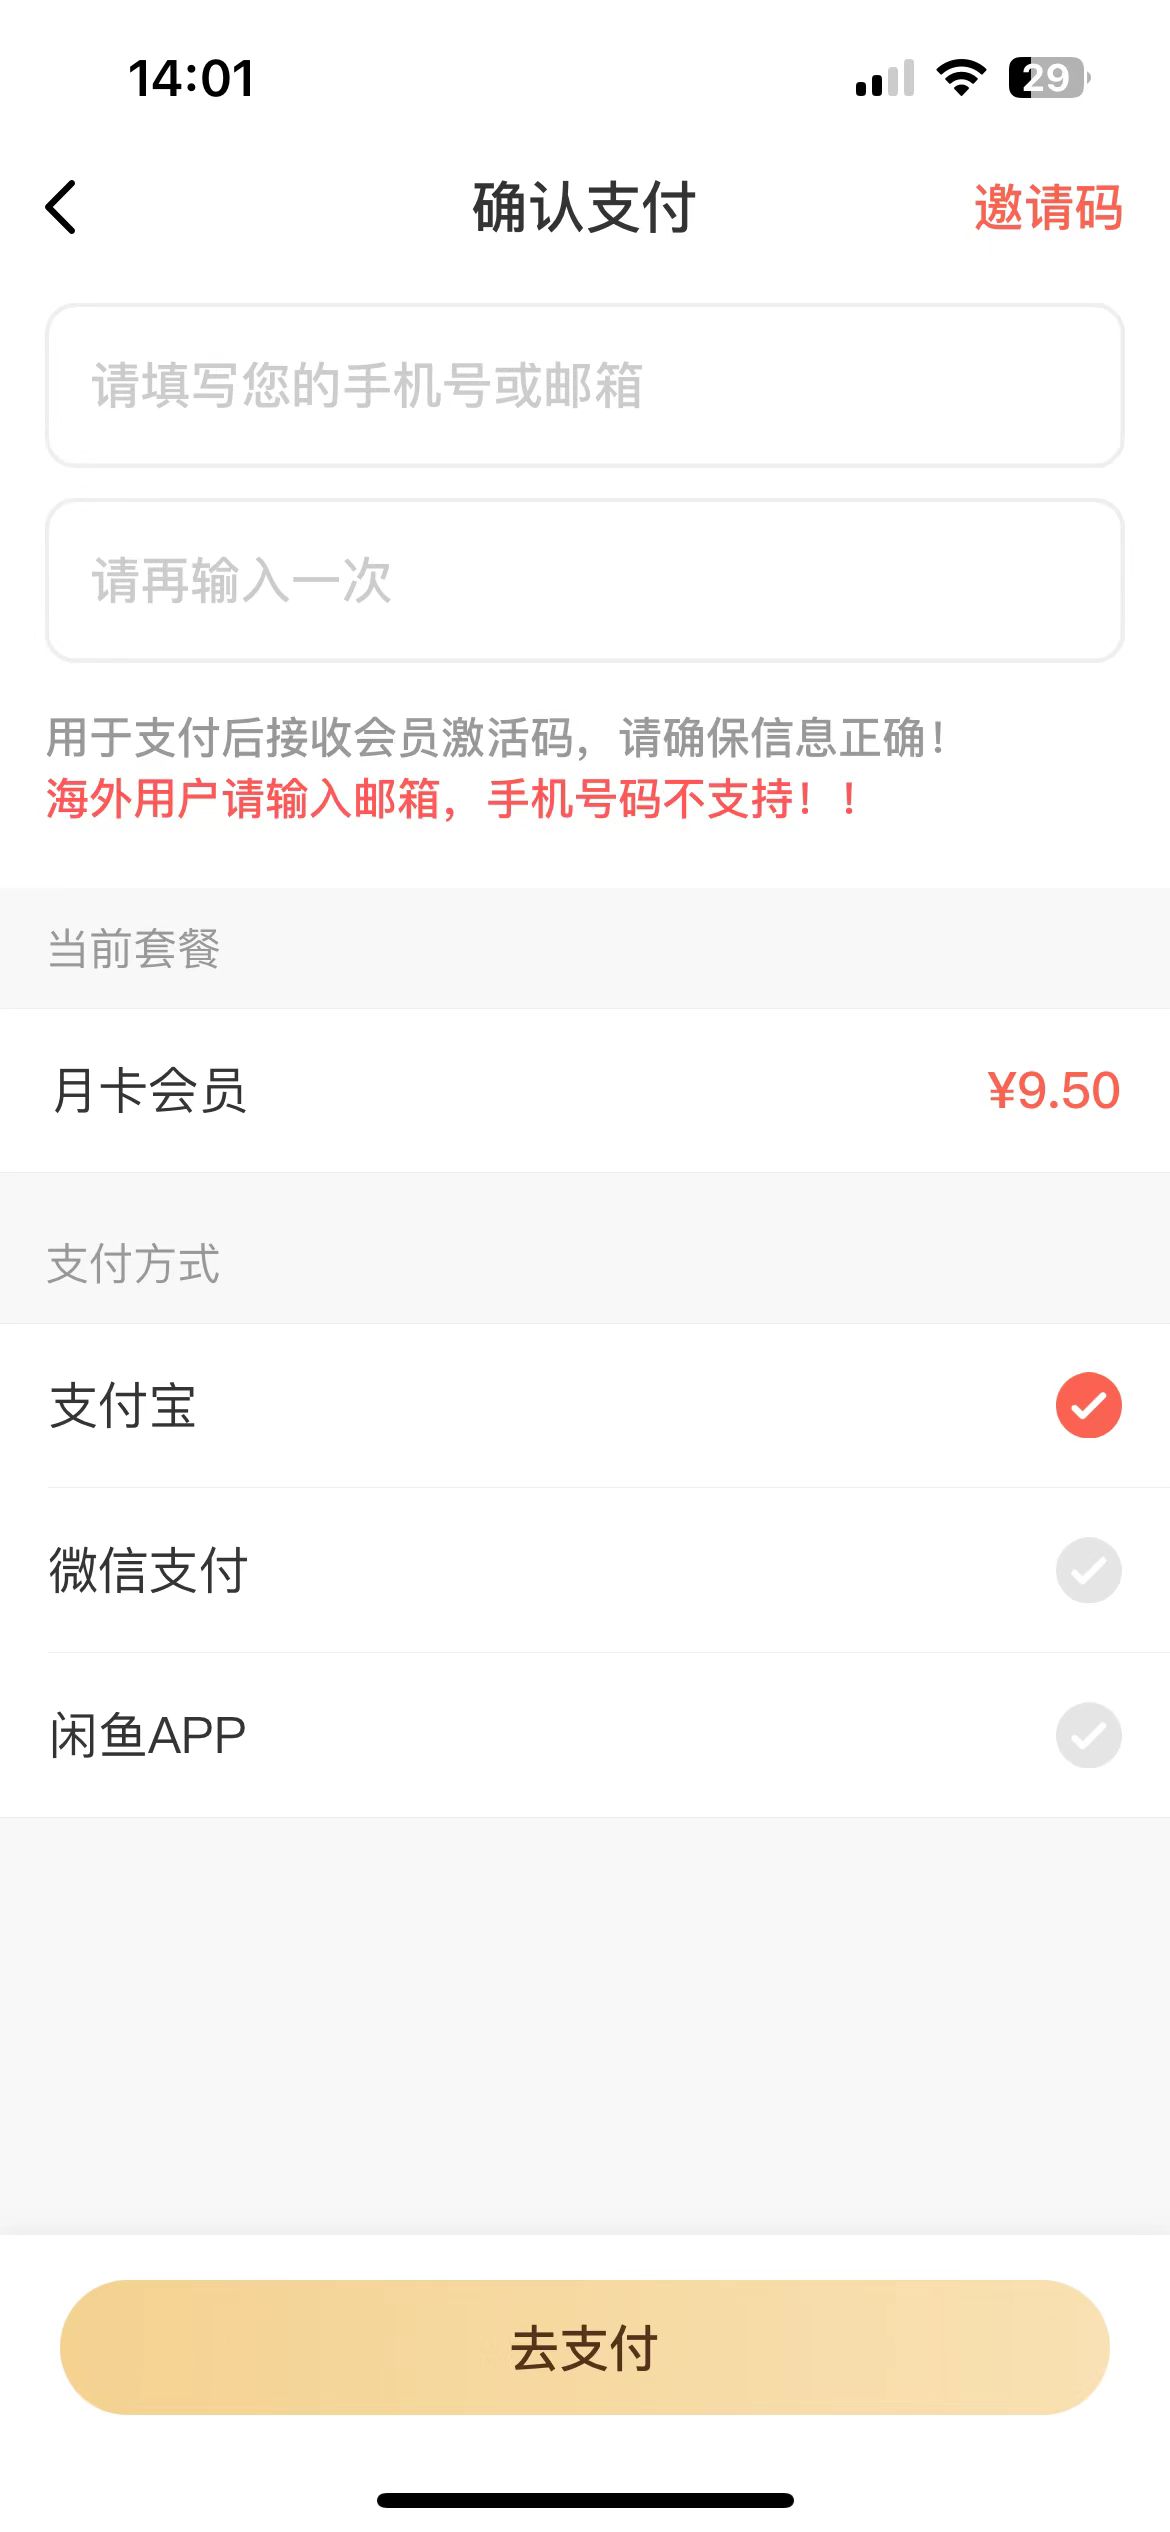 14:01
29
确认支付
邀请码
请填写您的手机号或邮箱
请再输入一次
用于支付后接收会员激活码，请确保信息正确！
海外用户请输入邮箱，手机号码不支持！！
当前套餐
月卡会员
¥9.50
支付方式
支付宝
微信支付
闲鱼APP
去支付